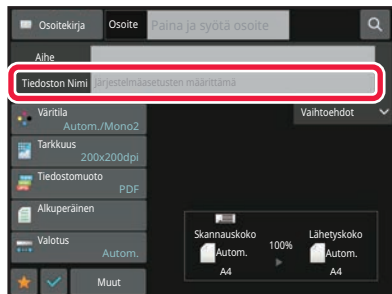 Osoitekirja Osoite Paina ja syötä osoite
Aihe
Tiedoston Nimi Järjestelmäasetusten määrittämä
Väritila
Autom./Mono2
Vaihtoehdot
Tarkkuus
200x200dpi
Tiedostomuoto
PDF
Alkuperäinen
Valotus
Autom.
Skannauskoko
Autom.
A4
100%
Lähetyskoko
Autom.
A4
Muut